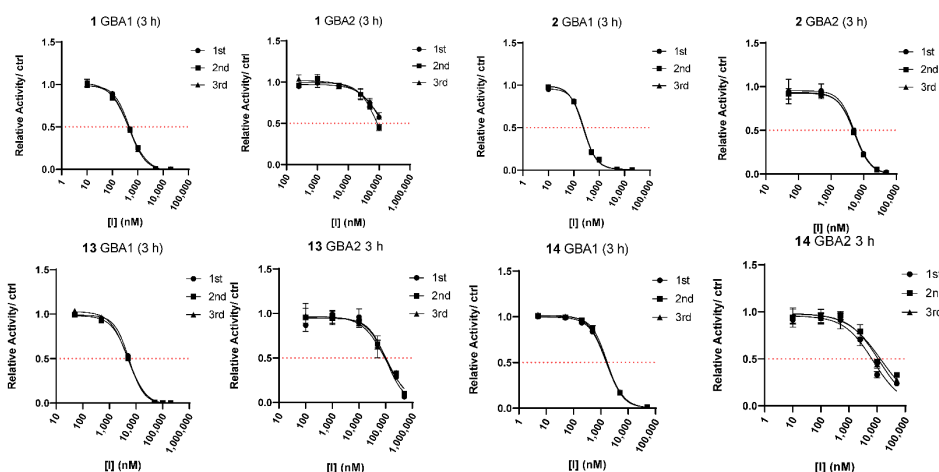 1 GBA1 (3 h)
1.5
1.0
0.5
0.0
Relative Activity/ ctrl
1
10
100
1,000
10,000
100,000
[I] (nM)
1st
2nd
3rd
1 GBA2 (3 h)
1.5
1.0
0.5
0.0
Relative Activity/ ctrl
100
1,000
10,000
100,000
1,000,000
[I] (nM)
1st
2nd
3rd
2 GBA1 (3 h)
1.5
1.0
0.5
0.0
Relative Activity/ ctrl
1
10
100
1,000
10,000
100,000
[I] (nM)
1st
2nd
3rd
2 GBA2 (3 h)
1.5
1.0
0.5
0.0
Relative Activity/ ctrl
10
100
1,000
10,000
100,000
[I] (nM)
1st
2nd
3rd
13 GBA1 (3 h)
1.5
1.0
0.5
0.0
Relative Activity/ ctrl
10
100
1,000
10,000
100,000
1,000,000
[I] (nM)
1st
2nd
3rd
13 GBA2 3 h
1.5
1.0
0.5
0.0
Relative Activity/ ctrl
10
100
1,000
10,000
100,000
1,000,000
[I] (nM)
1st
2nd
3rd
14 GBA1 (3 h)
1.5
1.0
0.5
0.0
Relative Activity/ ctrl
1
10
100
1,000
10,000
100,000
[I] (nM)
1st
2nd
3rd
14 GBA2 3 h
1.5
1.0
0.5
0.0
Relative Activity/ ctrl
1
10
100
1,000
10,000
100,000
[I] (nM)
1st
2n
3r